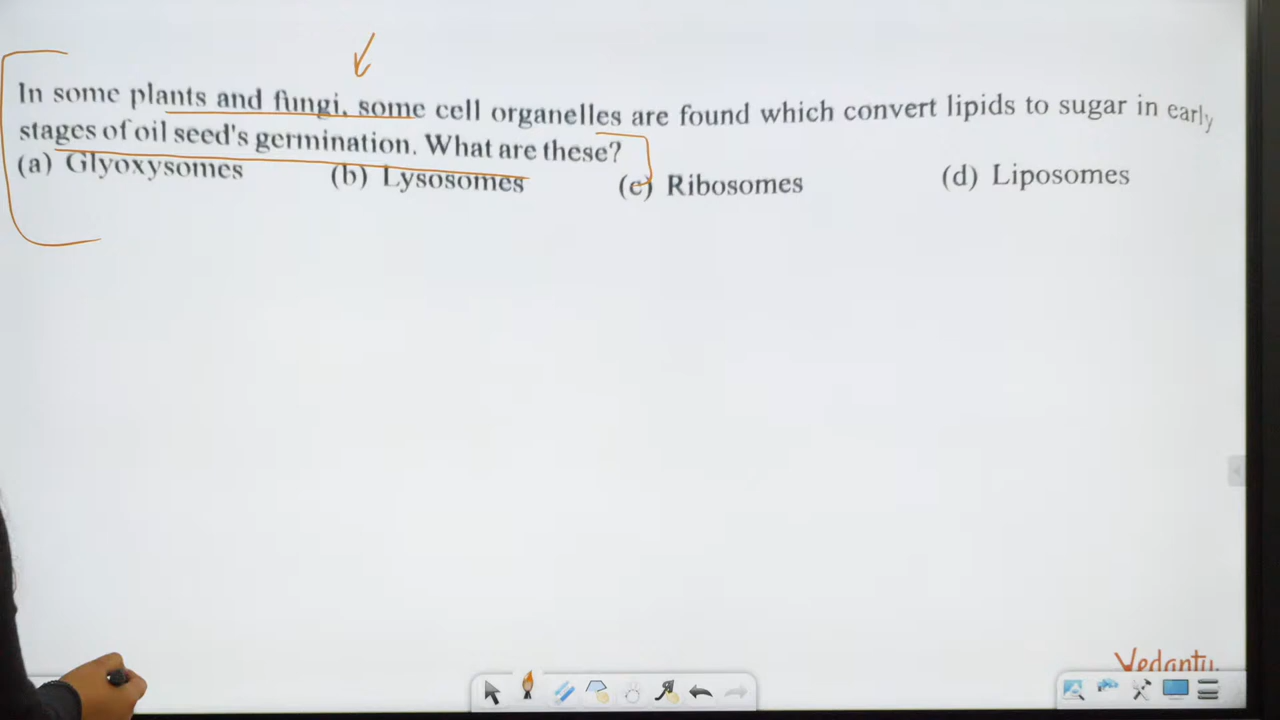 In some plants and fungi, some cell organelles are found which convert lipids to sugar in early
stages of oil seed's germination. What are these?
(a) Glyoxysomes (b) Lysosomes (c) Ribosomes (d) Liposomes
Vedantu